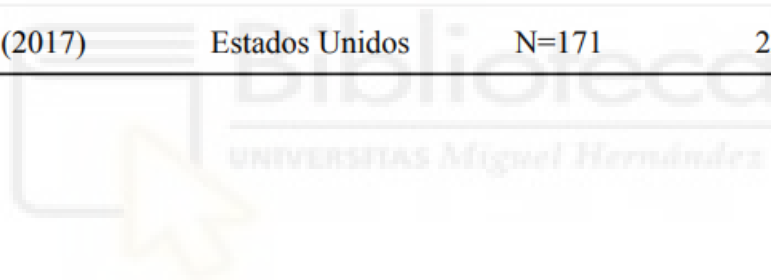 (2017) Estados Unidos N=171 2
Biblioteca
UNIVERSITAS Miguel Hernández